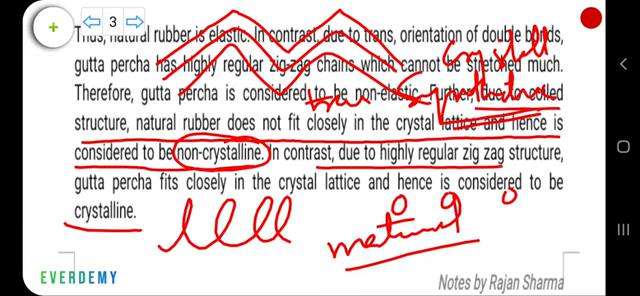 3
Thus, natural rubber is elastic. In contrast, due to trans, orientation of double bonds,
gutta percha has highly regular zig-zag chains which cannot be stretched much.
Therefore, gutta percha is considered to be non-elastic. Further, due to coiled
structure, natural rubber does not fit closely in the crystal lattice and hence is
considered to be non-crystalline. In contrast, due to highly regular zig zag structure,
gutta percha fits closely in the crystal lattice and hence is considered to be
crystalline.
EVERDEMY
Notes by Rajan Sharma